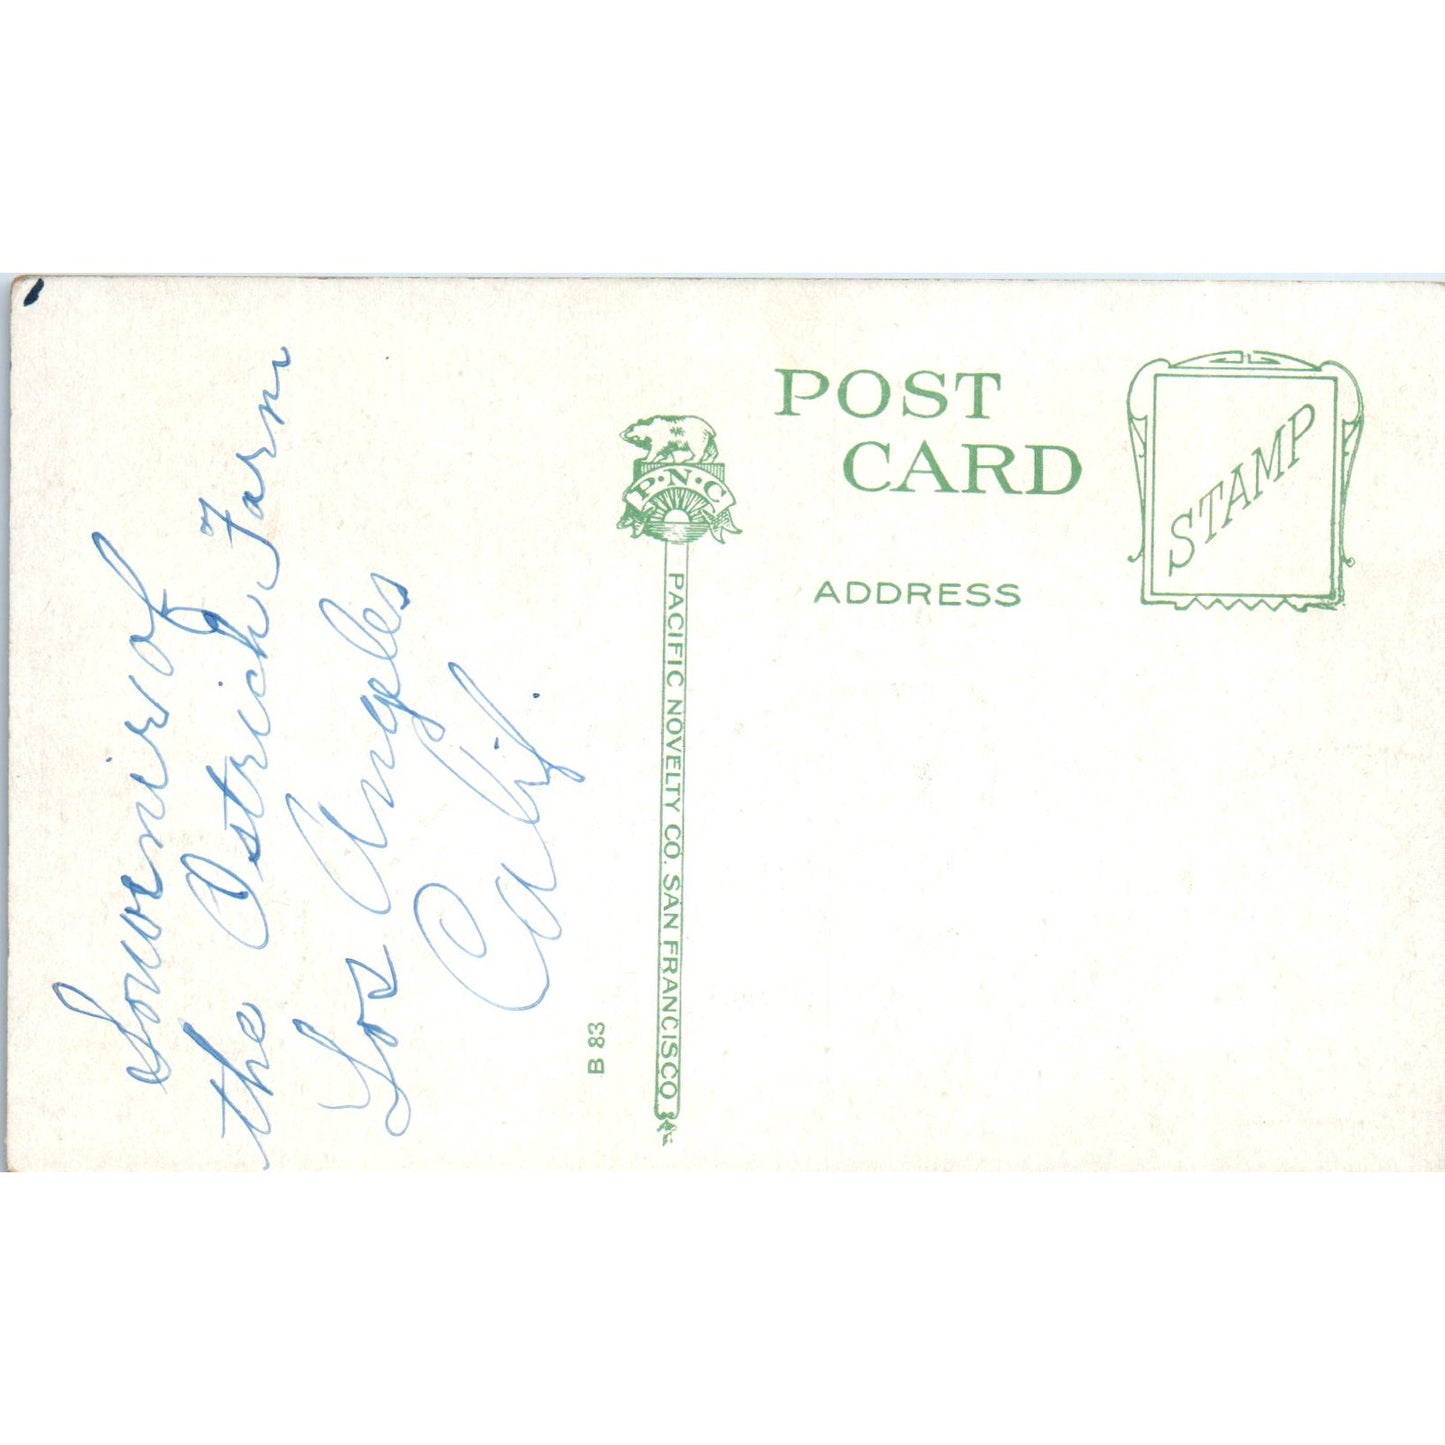 Souvenir of
the Ostrich Farm
Los Angeles
Calif.
B 83
P·N·C
PACIFIC NOVELTY CO. SAN FRANCISCO
POST
CARD
ADDRESS
STAMP